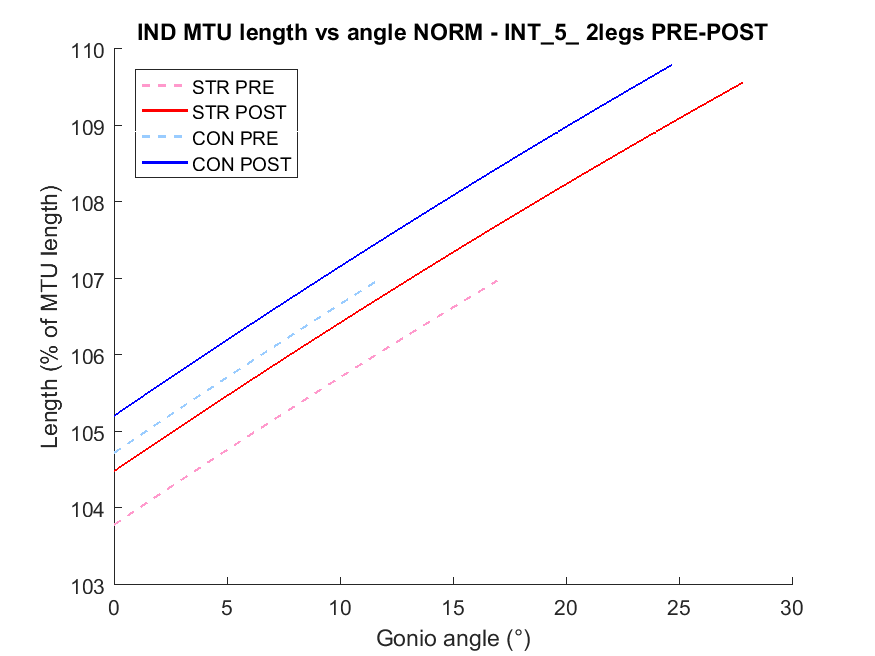 IND MTU length vs angle NORM - INT_5_ 2legs PRE-POST
110
109
108
107
106
105
104
103
Length (% of MTU length)
STR PRE
STR POST
CON PRE
CON POST
0 5 10 15 20 25 30
Gonio angle (°)